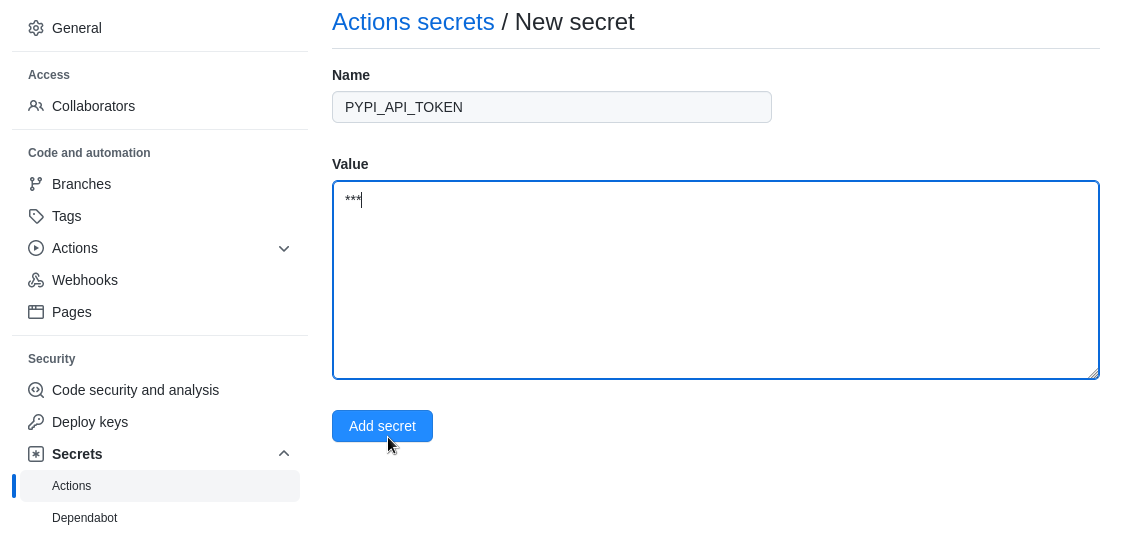 General
Access
Collaborators
Code and automation
Branches
Tags
Actions
Webhooks
Pages
Security
Code security and analysis
Deploy keys
Secrets
Actions
Dependabot
Actions secrets / New secret
Name
PYPI_API_TOKEN
Value
***
Add secret